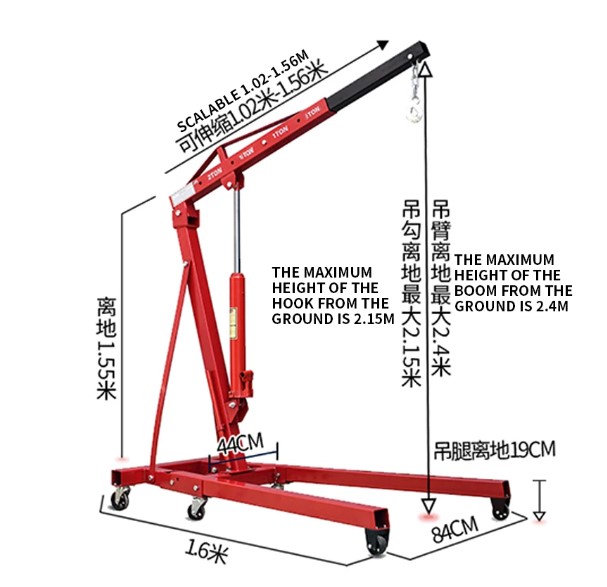 SCALABLE 1.02-1.56M
可伸缩1.02米-1.56米
2TON
1TON
离地1.55米
THE MAXIMUM
HEIGHT OF THE
HOOK FROM THE
GROUND IS 2.15M
吊勾离地最大2.15米
吊臂离地最大2.4米
THE MAXIMUM
HEIGHT OF THE
BOOM FROM THE
GROUND IS 2.4M
44CM
吊腿离地19CM
84CM
1.6米